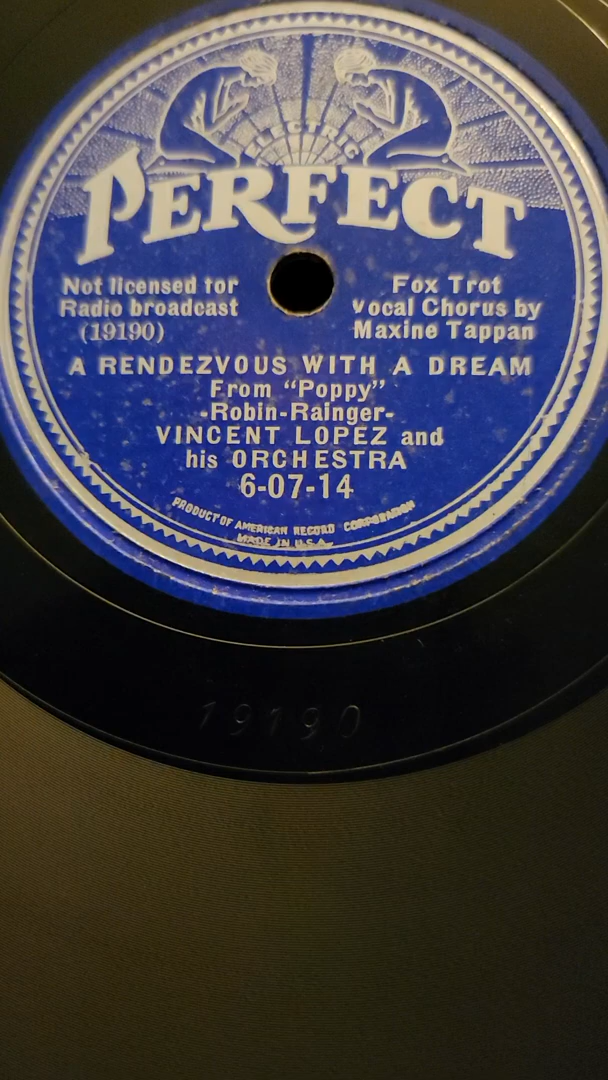 ELECTRIC
PERFECT
Not licensed for
Radio broadcast
(19190)
Fox Trot
Vocal Chorus by
Maxine Tappan
A RENDEZVOUS WITH A DREAM
From “Poppy”
-Robin-Rainger-
VINCENT LOPEZ and
his ORCHESTRA
6-07-14
PRODUCT OF AMERICAN RECORD CORPORATION
MADE IN U.S.A.
19190